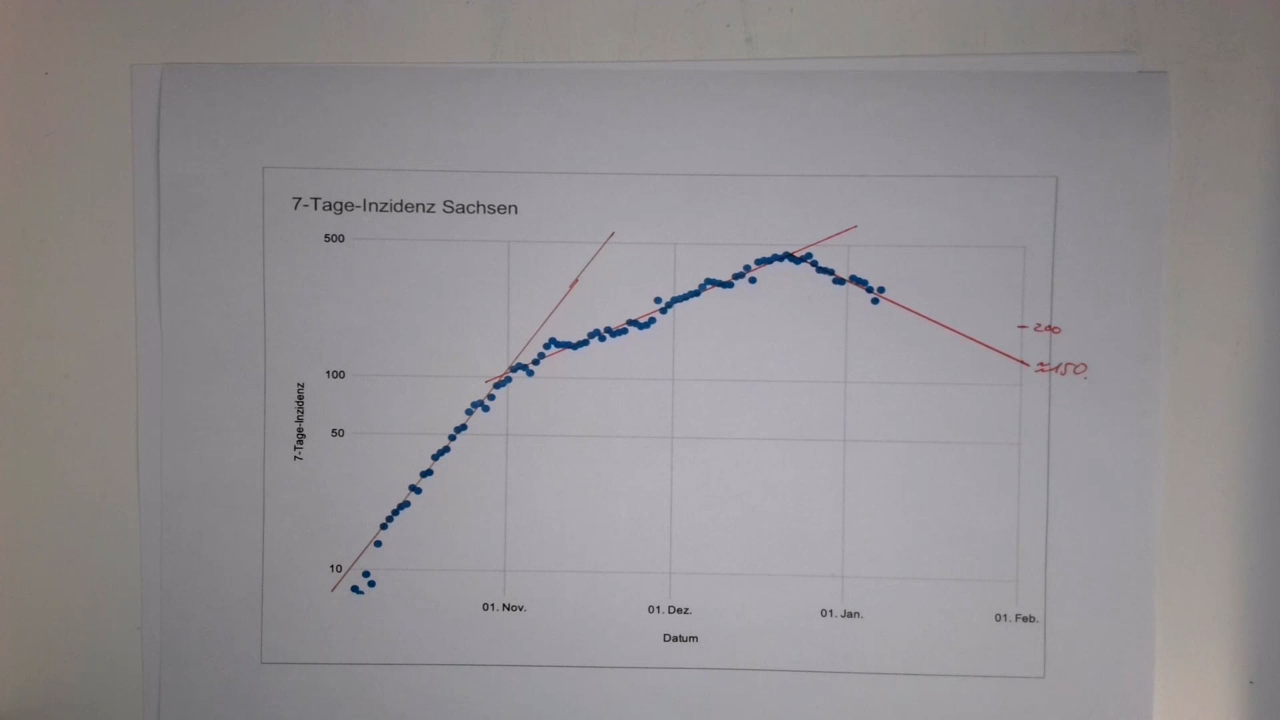 7-Tage-Inzidenz Sachsen
500
100
50
10
7-Tage-Inzidenz
200
≈150.
01. Nov.
01. Dez.
01. Jan.
01. Feb.
Datum